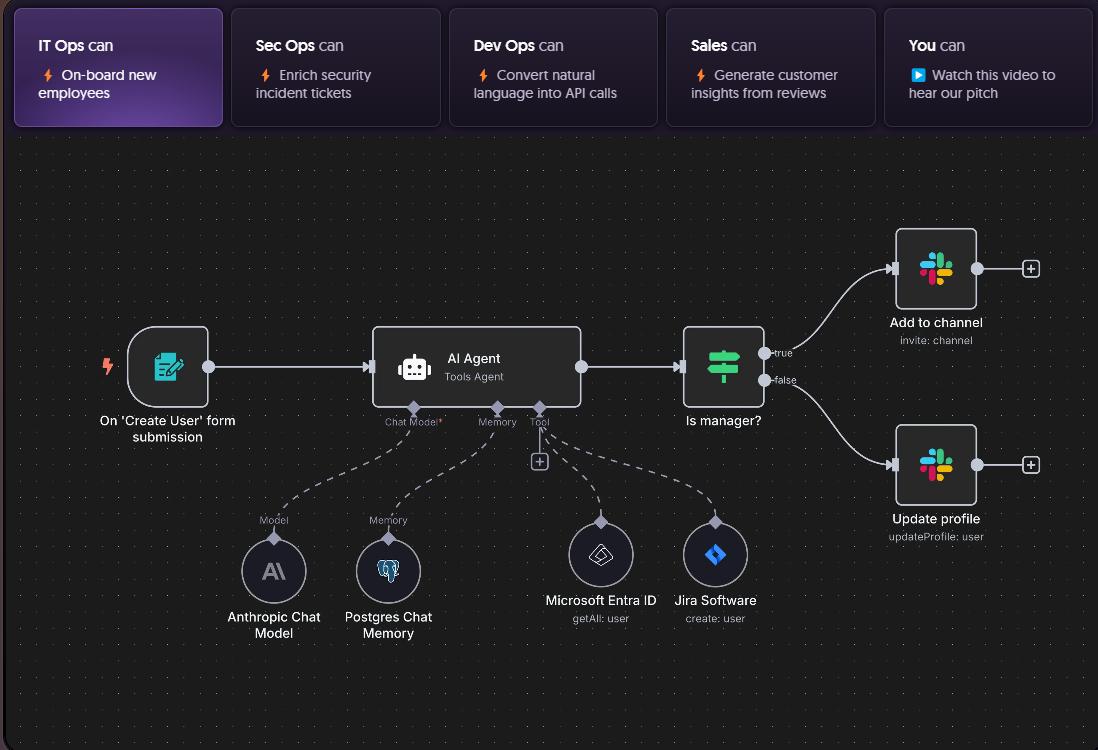 IT Ops can
On-board new
employees
Sec Ops can
Enrich security
incident tickets
Dev Ops can
Convert natural
language into API calls
Sales can
Generate customer
insights from reviews
You can
Watch this video to
hear our pitch
On 'Create User' form
submission
AI Agent
Tools Agent
Chat Model*
Memory
Tool
Is manager?
true
false
Add to channel
invite: channel
Update profile
updateProfile: user
Model
Anthropic Chat
Model
Memory
Postgres Chat
Memory
Microsoft Entra ID
getAll: user
Jira Software
create: user